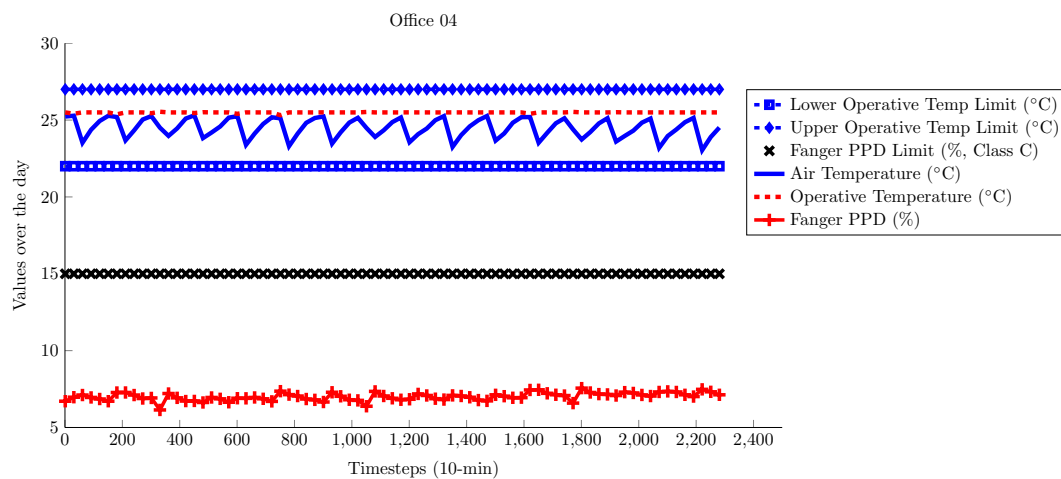 Office 04
30
25
20
15
10
5
0
200
400
600
800
1,000
1,200
1,400
1,600
1,800
2,000
2,200
2,400
Values over the day
Timesteps (10-min)
Lower Operative Temp Limit (°C)
Upper Operative Temp Limit (°C)
Fanger PPD Limit (%, Class C)
Air Temperature (°C)
Operative Temperature (°C)
Fanger PPD (%)